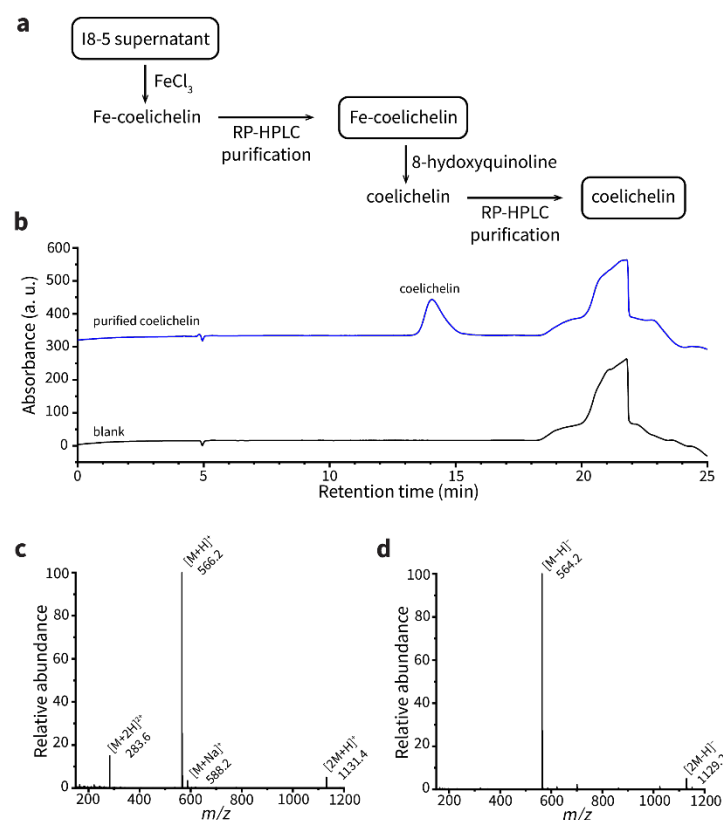 a
I8-5 supernatant
FeCl3
Fe-coelichelin
RP-HPLC
purification
Fe-coelichelin
8-hydoxyquinoline
coelichelin
RP-HPLC
purification
coelichelin
b
600
500
400
300
200
100
0
Absorbance (a. u.)
coelichelin
purified coelichelin
blank
0 5 10 15 20 25
Retention time (min)
c
[M+H]+
566.2
100
80
60
40
20
0
Relative abundance
[M+2H]2+
283.6
[M+Na]+
588.2
[2M+H]+
1131.4
200 400 600 800 1000 1200
m/z
d
[M−H]−
564.2
100
80
60
40
20
0
Relative abundance
[2M-H]−
200 400 600 800 1000 1200
m/z